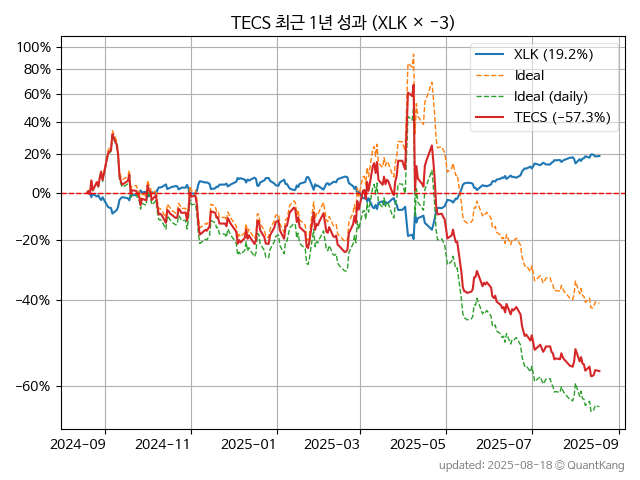 TECS 최근 1년 성과 (XLK × −3)
100%
80%
60%
40%
20%
0%
−20%
−40%
−60%
XLK (19.2%)
Ideal
Ideal (daily)
TECS (−57.3%)
2024-09 2024-11 2025-01 2025-03 2025-05 2025-07 2025-09
updated: 2025-08-18 © QuantKang